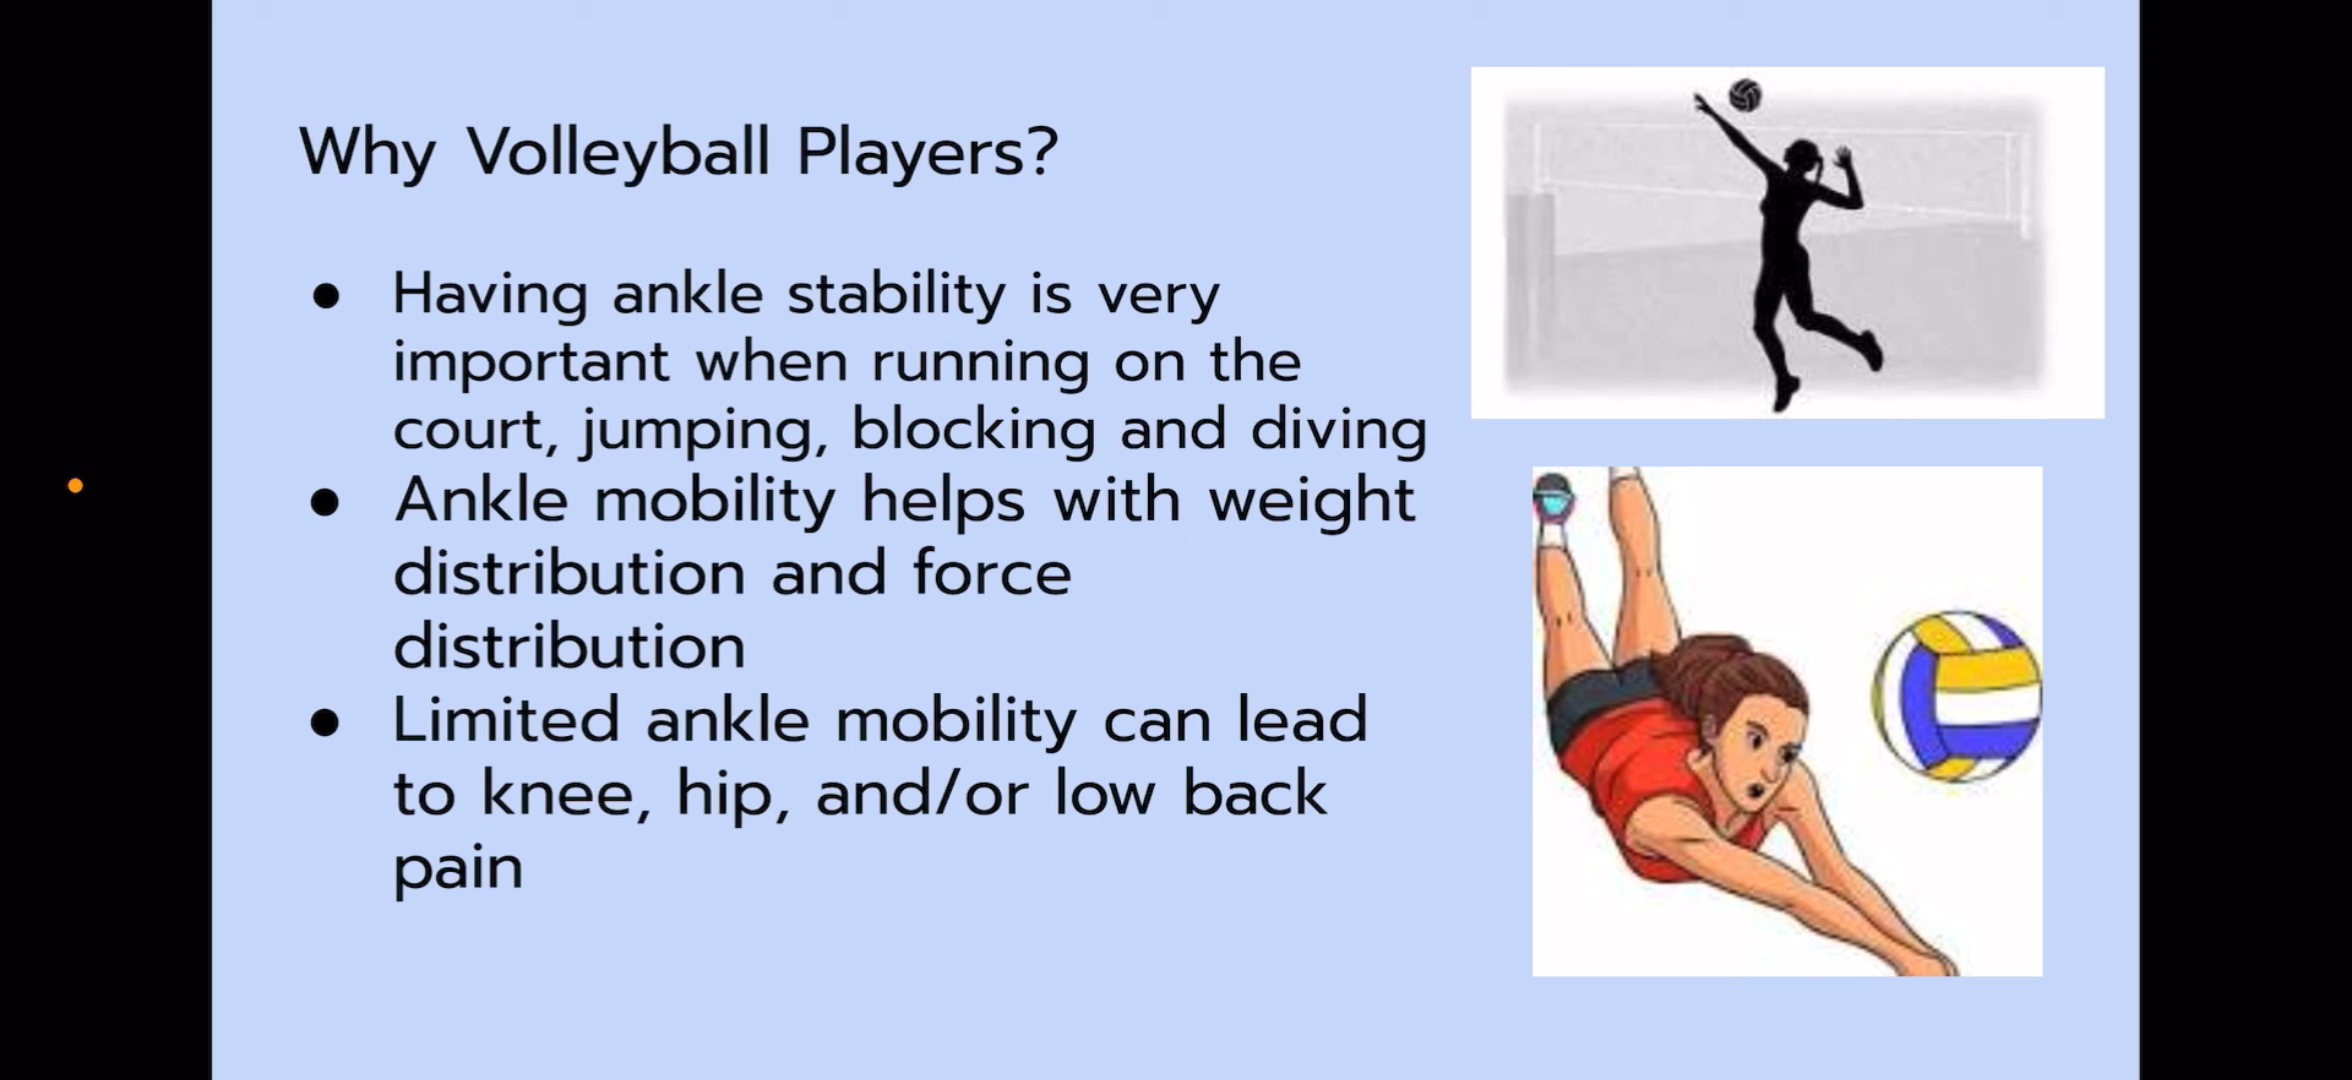 Why Volleyball Players?
● Having ankle stability is very
important when running on the
court, jumping, blocking and diving
● Ankle mobility helps with weight
distribution and force
distribution
● Limited ankle mobility can lead
to knee, hip, and/or low back
pain